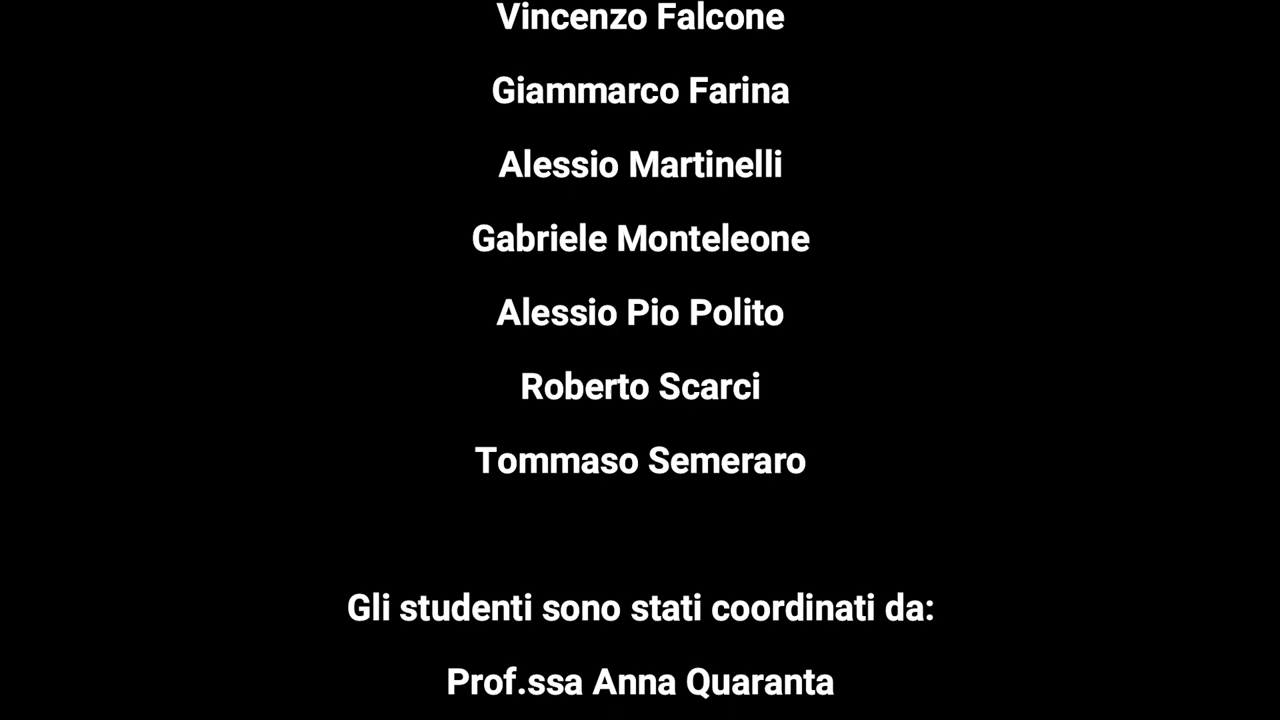 Vincenzo Falcone
Giammarco Farina
Alessio Martinelli
Gabriele Monteleone
Alessio Pio Polito
Roberto Scarci
Tommaso Semeraro
Gli studenti sono stati coordinati da:
Prof.ssa Anna Quaranta